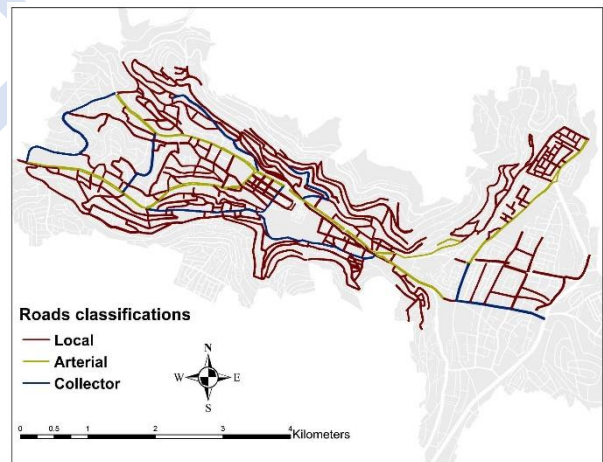 Roads classifications
Local
Arterial
Collector
N
W E
S
0 0.5 1 2 3 4 Kilometers